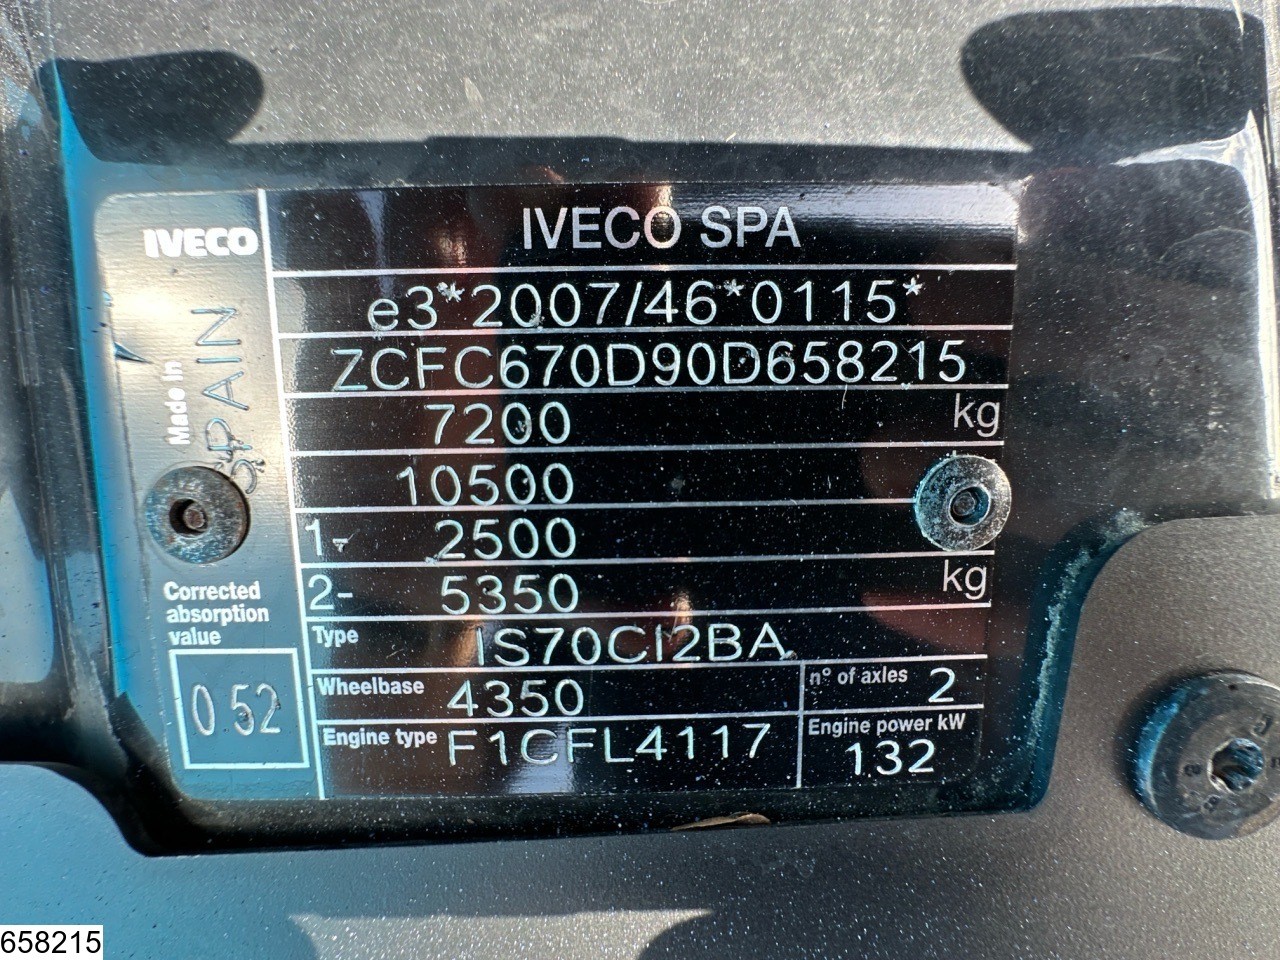 IVECO
Made in
SPAIN
Corrected
absorption
value
0.52
IVECO SPA
e3*2007/46*0115*
ZCFC670D90D658215
7200 kg
10500
1- 2500
2- 5350 kg
Type IS70CI2BA
Wheelbase 4350 n° of axles 2
Engine type F1CFL4117 Engine power kW 132
658215